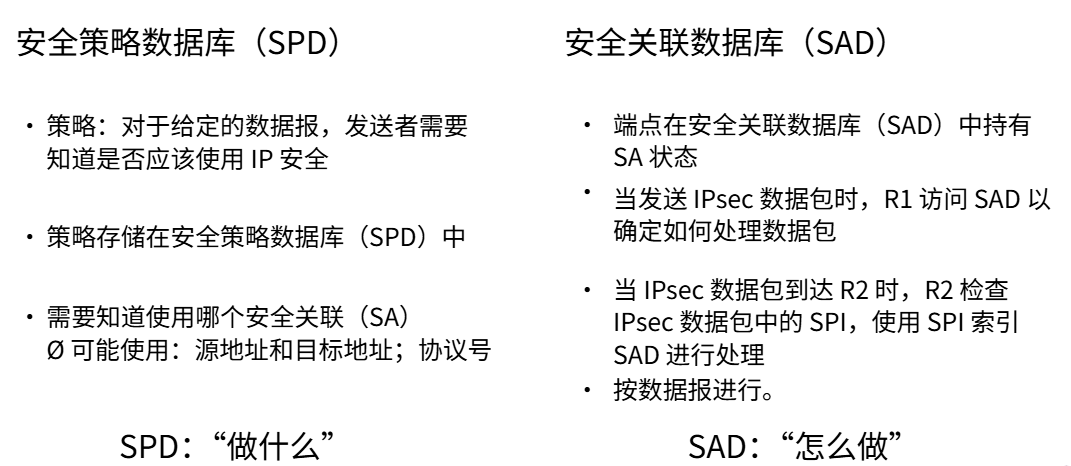 安全策略数据库（SPD）
• 策略：对于给定的数据报，发送者需要
知道是否应该使用 IP 安全
• 策略存储在安全策略数据库（SPD）中
• 需要知道使用哪个安全关联（SA）
Ø 可能使用：源地址和目标地址；协议号
SPD：“做什么”
安全关联数据库（SAD）
• 端点在安全关联数据库（SAD）中持有
SA 状态
• 当发送 IPsec 数据包时，R1 访问 SAD 以
确定如何处理数据包
• 当 IPsec 数据包到达 R2 时，R2 检查
IPsec 数据包中的 SPI，使用 SPI 索引
SAD 进行处理
• 按数据报进行。
SAD：“怎么做”